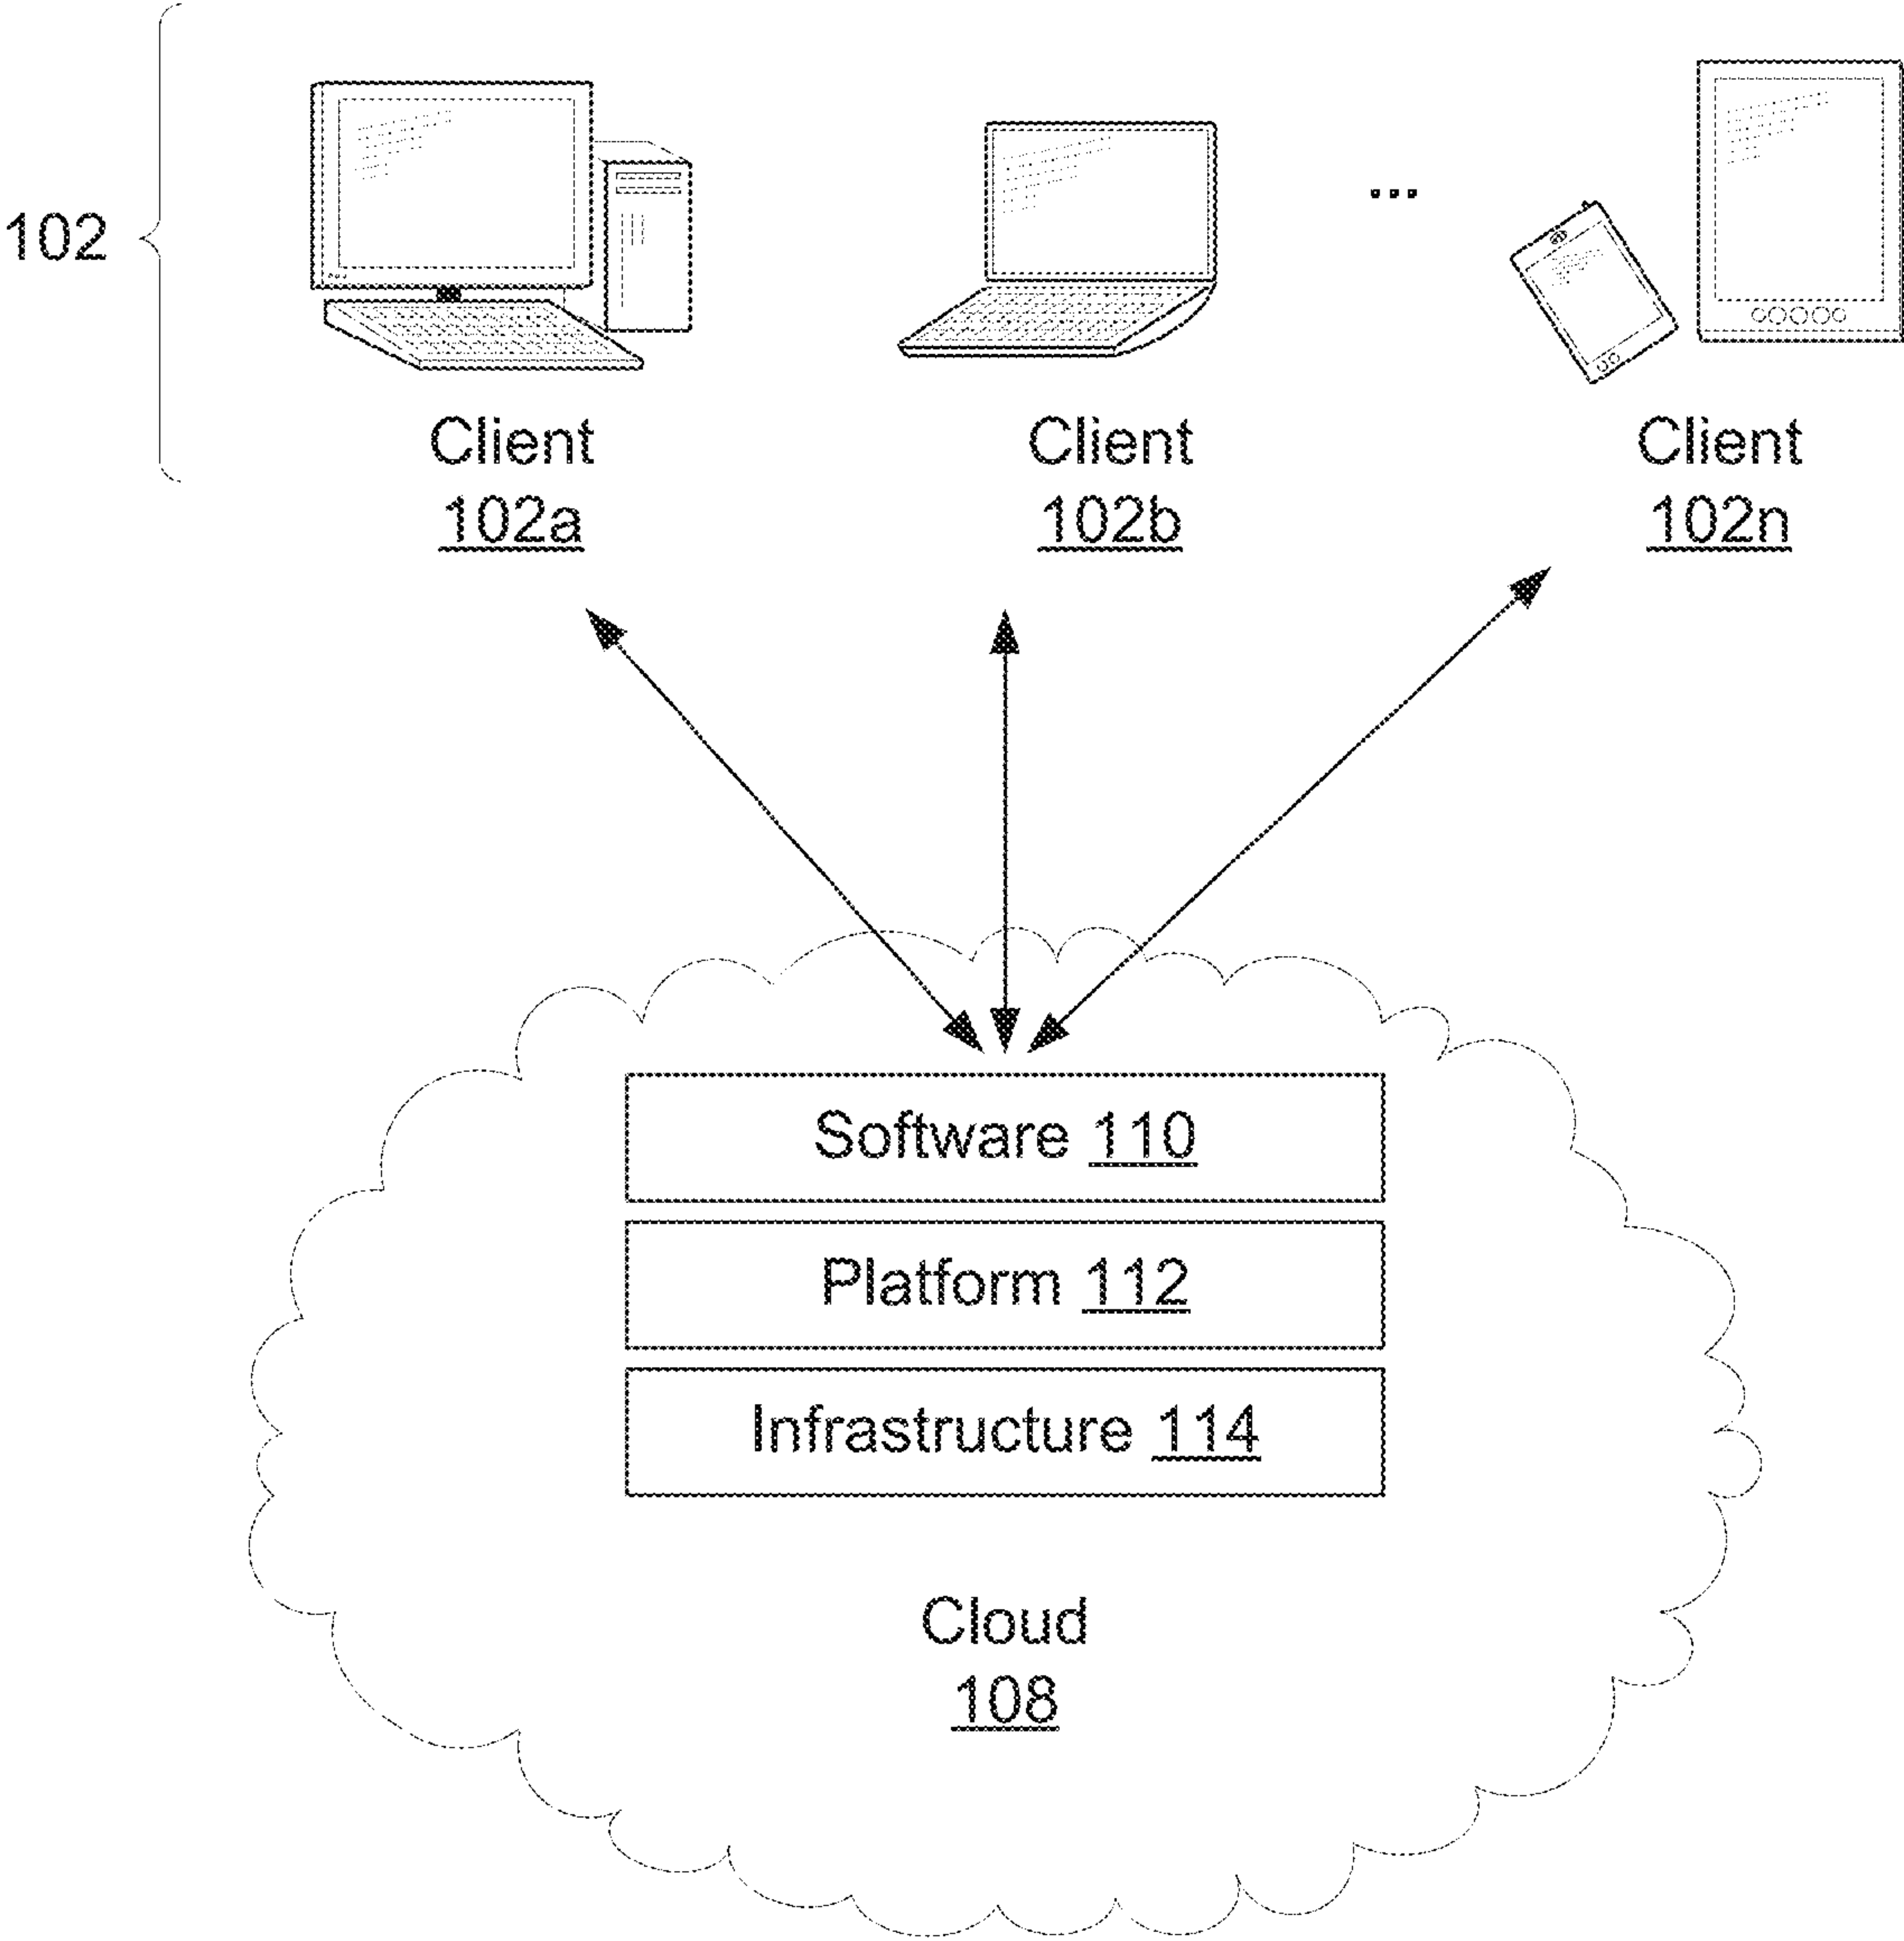 102
...
Client
102a
Client
102b
Client
102n
Software 110
Platform 112
Infrastructure 114
Cloud
108